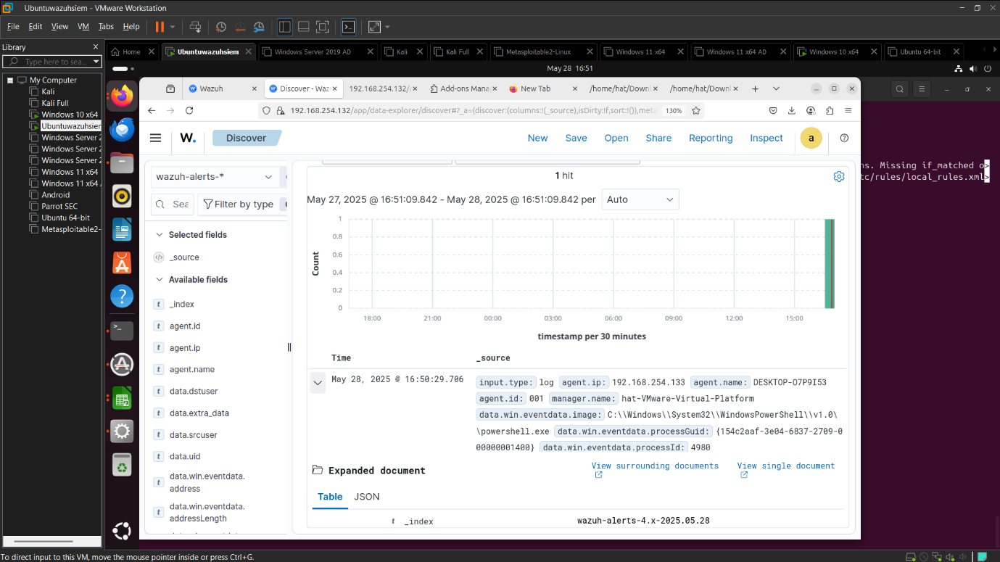 Ubuntuwazuhsiem - VMware Workstation
File Edit View VM Tabs Help
Library
Type here to sea...
My Computer
Kali
Kali Full
Windows 10 x64
Ubuntuwazuhsiem
Windows Server 2
Windows Server 2
Windows Server 2
Windows 11 x64
Windows 11 x64
Android
Parrot SEC
Ubuntu 64-bit
Metasploitable2-
Home Ubuntuwazuhsiem Windows Server 2019 AD Kali Kali Full Metasploitable2-Linux Windows 11 x64 Windows 11 x64 AD Windows 10 x64 Ubuntu 64-bit
May 28 16:51
Wazuh Discover - Waz 192.168.254.132/ Add-ons Mana New Tab /home/hat/Downl /home/hat/Downl
192.168.254.132/app/data-explorer/discover#?_a=(discover:(columns:!(_source),isDirty:!f,sort:!()),meta 130%
W. Discover New Save Open Share Reporting Inspect a
ns. Missing if_matched o>
tc/rules/local_rules.xml>
wazuh-alerts-*
Sea Filter by type
Selected fields
_source
Available fields
t _index
t agent.id
t agent.ip
t agent.name
t data.dstuser
t data.extra_data
t data.srcuser
t data.uid
t data.win.eventdata.
address
t data.win.eventdata.
addressLength
1 hit
May 27, 2025 @ 16:51:09.842 - May 28, 2025 @ 16:51:09.842 per Auto
Count
1
0.8
0.6
0.4
0.2
0
18:00 21:00 00:00 03:00 06:00 09:00 12:00 15:00
timestamp per 30 minutes
Time _source
May 28, 2025 @ 16:50:29.706 input.type: log agent.ip: 192.168.254.133 agent.name: DESKTOP-O7P9I53
agent.id: 001 manager.name: hat-VMware-Virtual-Platform
data.win.eventdata.image: C:\\Windows\\System32\\WindowsPowerShell\\v1.0\
\powershell.exe data.win.eventdata.processGuid: {154c2aaf-3e04-6837-2709-0
00000001400} data.win.eventdata.processId: 4980
Expanded document View surrounding documents View single document
Table JSON
t _index wazuh-alerts-4.x-2025.05.28
To direct input to this VM, move the mouse pointer inside or press Ctrl+G.